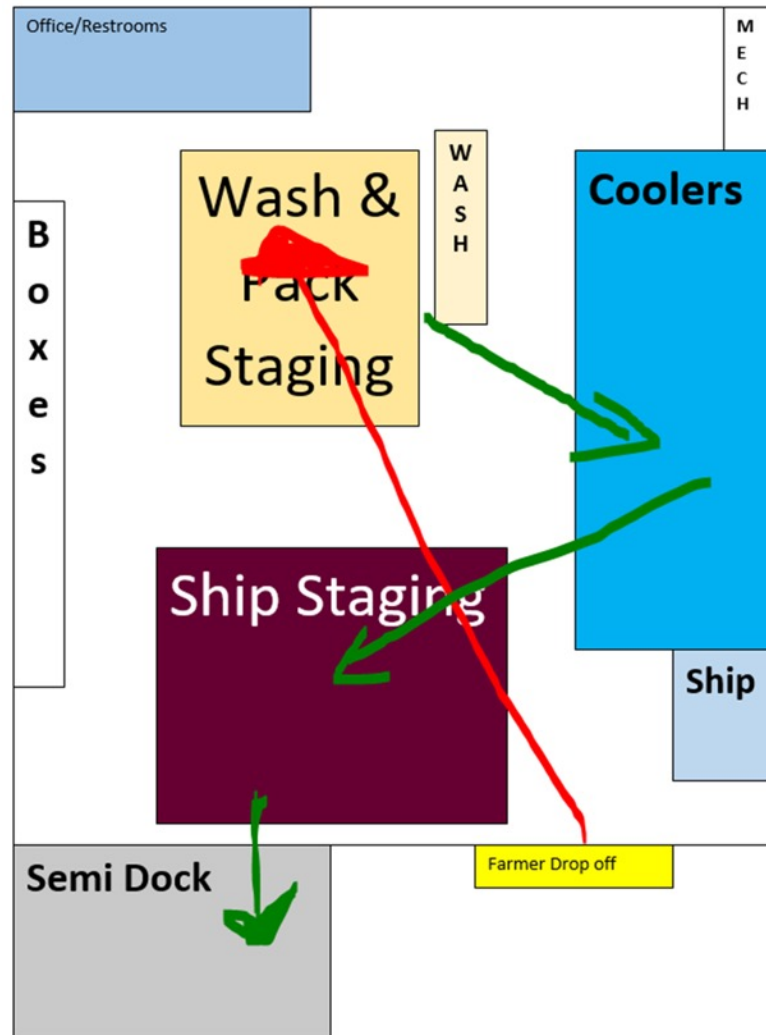 Office/Restrooms
M
E
C
H
Wash &
Pack
Staging
W
A
S
H
Coolers
B
o
x
e
s
Ship Staging
Ship
Semi Dock
Farmer Drop off